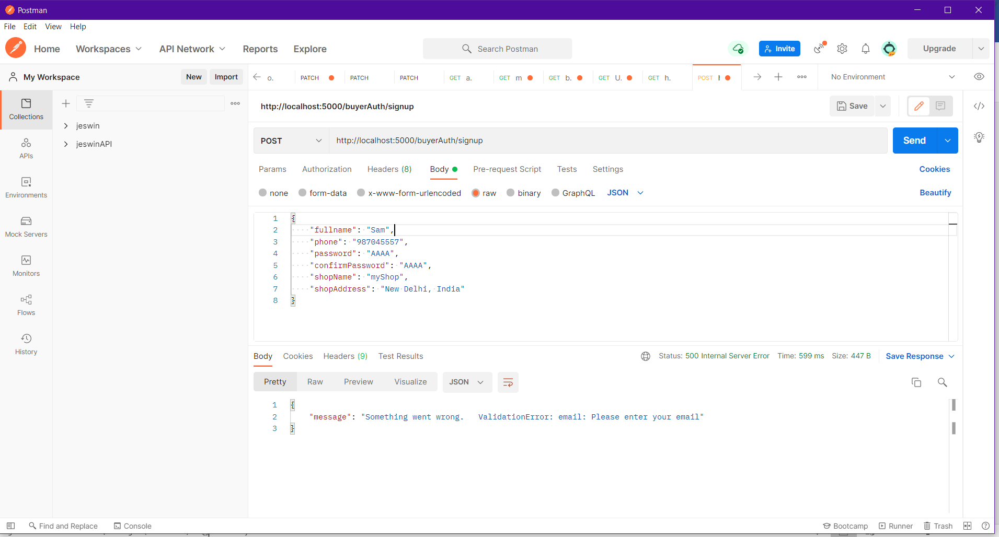 Postman
File Edit View Help
Home Workspaces API Network Reports Explore Search Postman Invite Upgrade
My Workspace New Import
o. PATCH PATCH PATCH GET a. GET m GET b. GET U. GET h. POST No Environment
Collections
APIs
Environments
Mock Servers
Monitors
Flows
History
jeswin
jeswinAPI
http://localhost:5000/buyerAuth/signup Save
POST http://localhost:5000/buyerAuth/signup Send
Params Authorization Headers (8) Body Pre-request Script Tests Settings Cookies
none form-data x-www-form-urlencoded raw binary GraphQL JSON Beautify
1 {
2 "fullname": "Sam",
3 "phone": "987045557",
4 "password": "AAAA",
5 "confirmPassword": "AAAA",
6 "shopName": "myShop",
7 "shopAddress": "New Delhi, India"
8 }
Body Cookies Headers (9) Test Results Status: 500 Internal Server Error Time: 599 ms Size: 447 B Save Response
Pretty Raw Preview Visualize JSON
1 {
2 "message": "Something went wrong.   ValidationError: email: Please enter your email"
3 }
Find and Replace Console Bootcamp Runner Trash